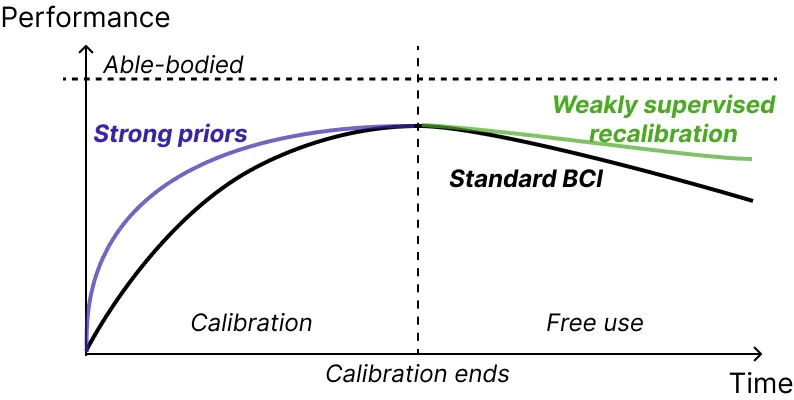 Performance
Able-bodied
Strong priors
Weakly supervised
recalibration
Standard BCI
Calibration
Free use
Calibration ends
Time